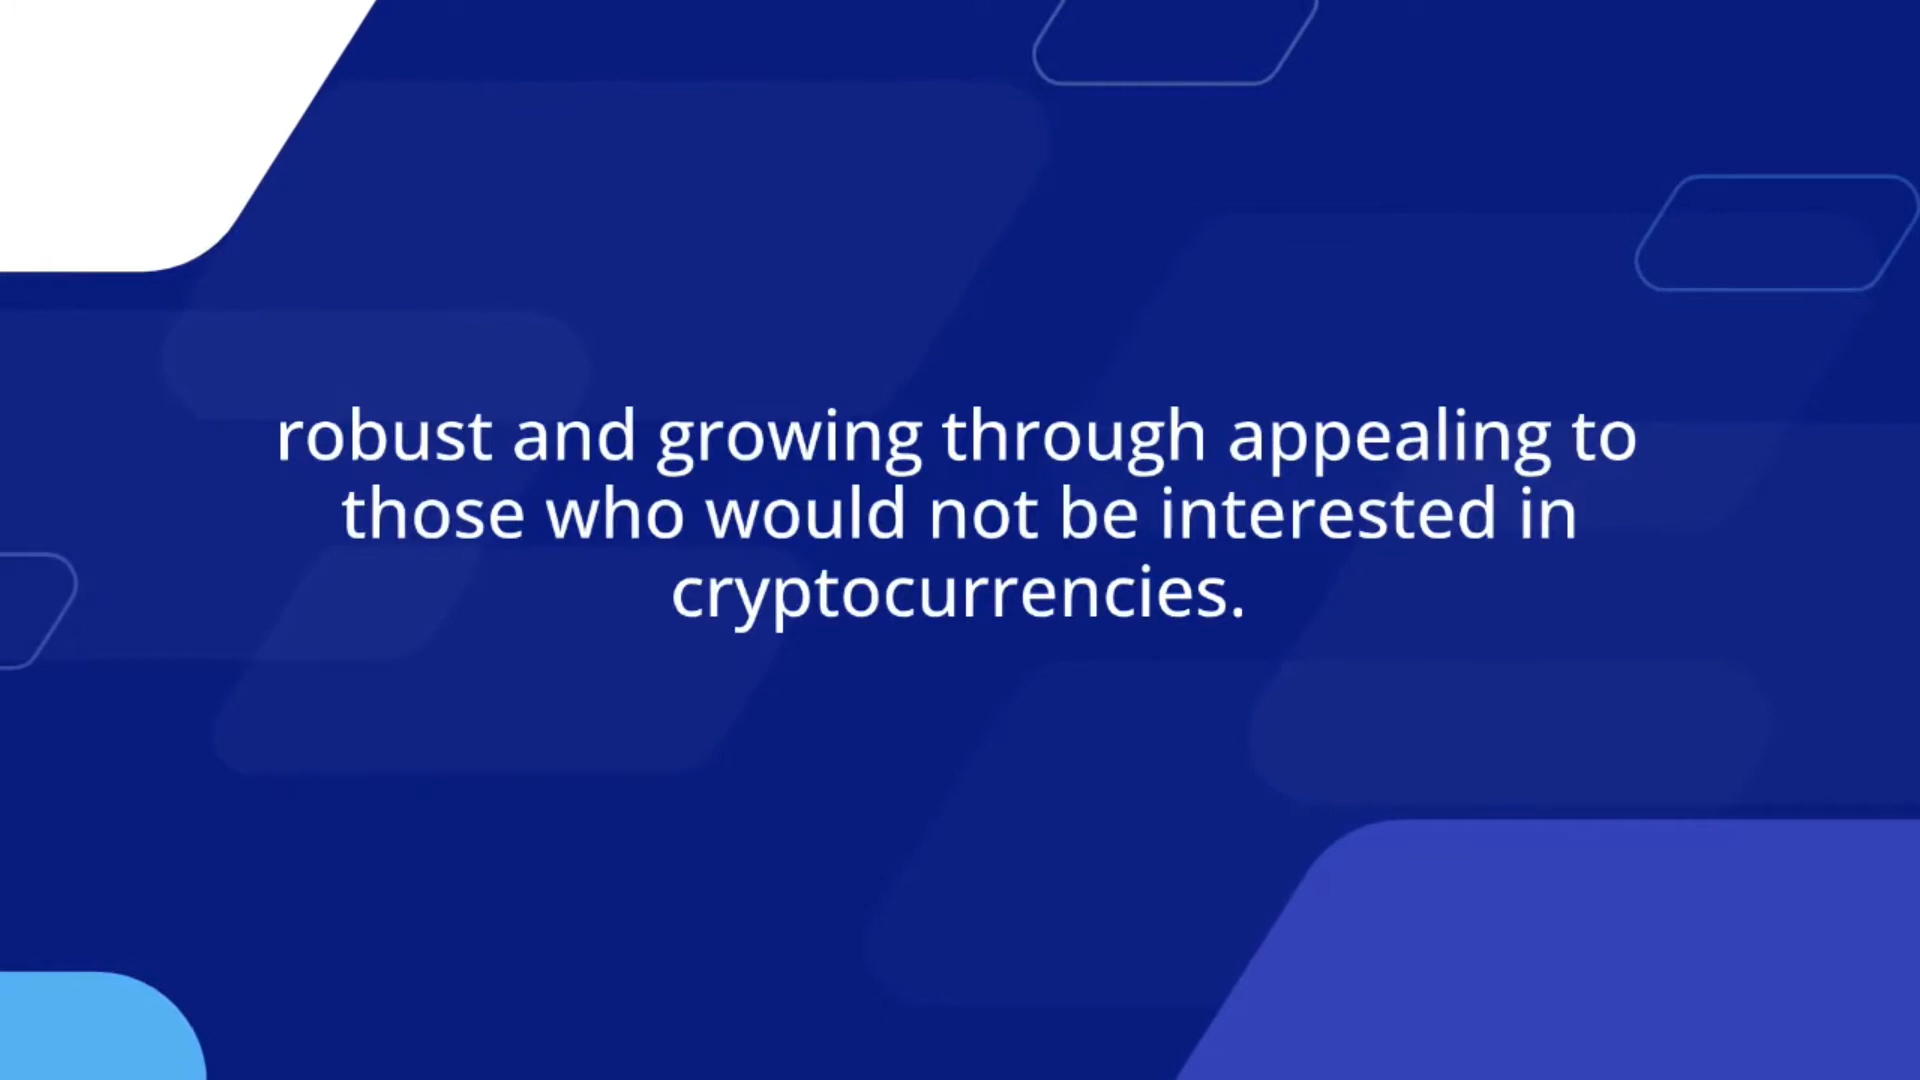 robust and growing through appealing to
those who would not be interested in
cryptocurrencies.